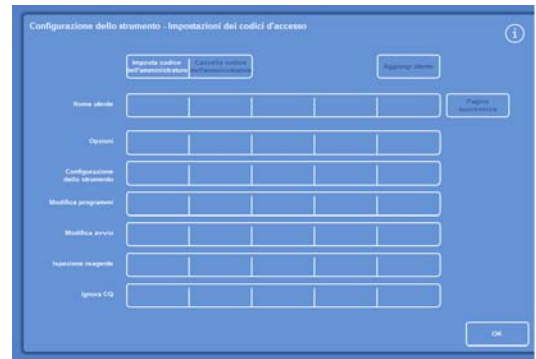 Configurazione dello strumento - Impostazioni dei codici d'accesso
Imposta codice
dell'amministratore
Cancella codice
dell'amministratore
Aggiungi utente
Nome utente
Pagina
successiva
Opzioni
Configurazione
dello strumento
Modifica programmi
Modifica avvio
Ispezione reagente
Ignora CQ
OK